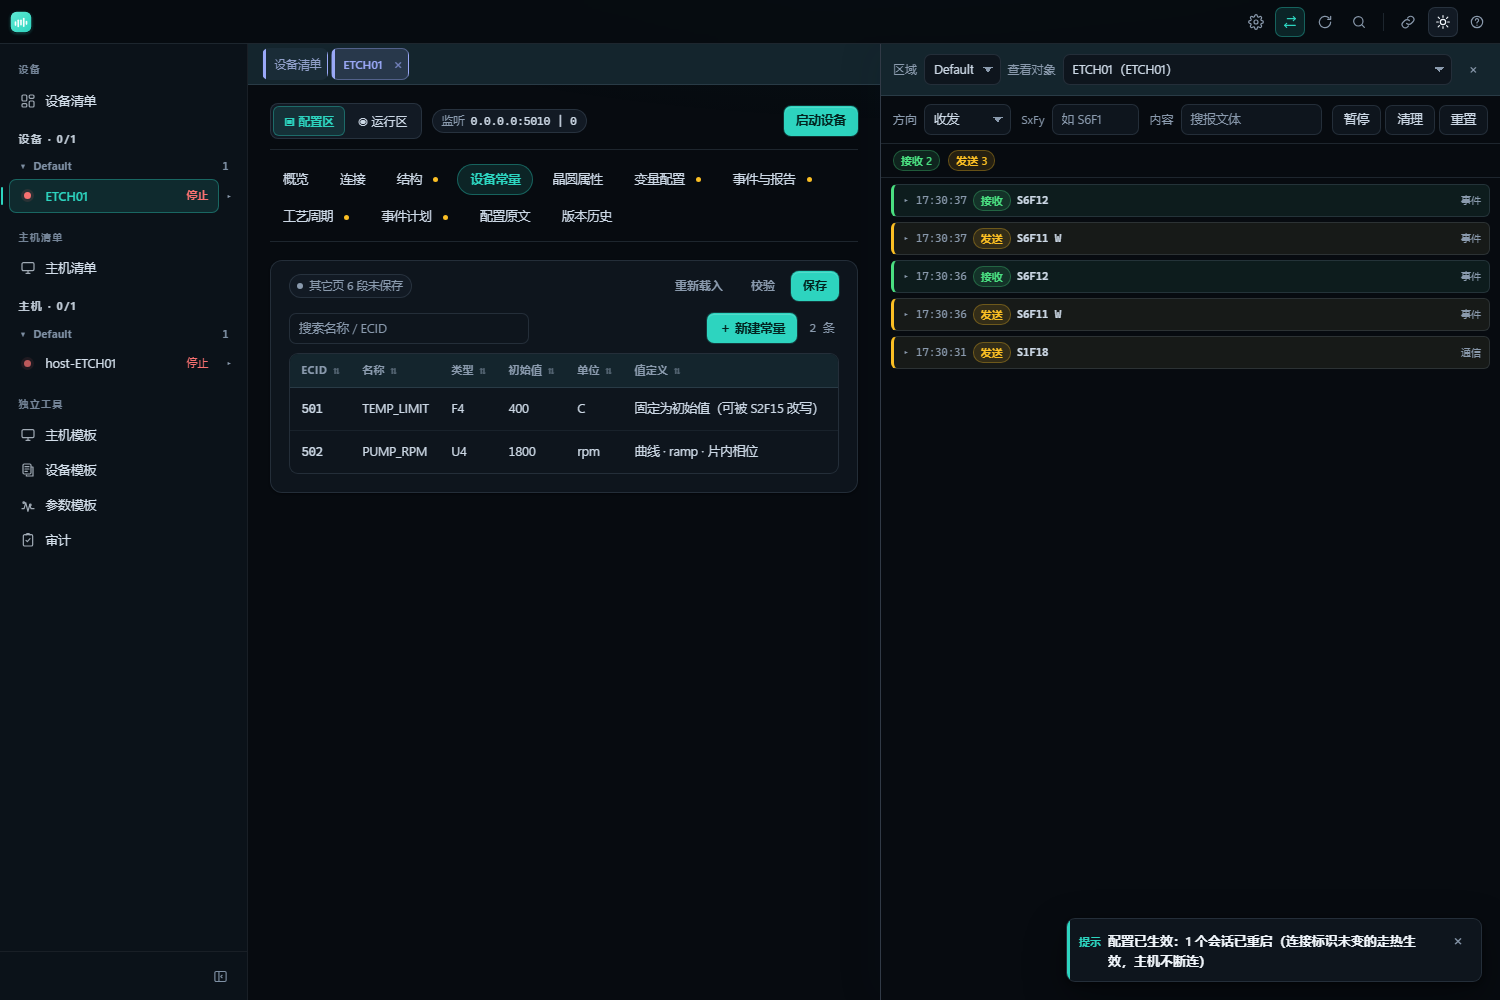 设备
设备清单
设备 · 0/1
Default 1
ETCH01 停止
主机清单
主机清单
主机 · 0/1
Default 1
host-ETCH01 停止
独立工具
主机模板
设备模板
参数模板
审计
设备清单 ETCH01 ×
配置区 运行区 监听 0.0.0.0:5010 | 0 启动设备
概览 连接 结构 设备常量 晶圆属性 变量配置 事件与报告
工艺周期 事件计划 配置原文 版本历史
其它页 6 段未保存 重新载入 校验 保存
搜索名称 / ECID + 新建常量 2 条
ECID 名称 类型 初始值 单位 值定义
501 TEMP_LIMIT F4 400 C 固定为初始值（可被 S2F15 改写）
502 PUMP_RPM U4 1800 rpm 曲线 · ramp · 片内相位
区域 Default 查看对象 ETCH01（ETCH01） ×
方向 收发 SxFy 如 S6F1 内容 搜报文体 暂停 清理 重置
接收 2 发送 3
17:30:37 接收 S6F12 事件
17:30:37 发送 S6F11 W 事件
17:30:36 接收 S6F12 事件
17:30:36 发送 S6F11 W 事件
17:30:31 发送 S1F18 通信
提示 配置已生效：1 个会话已重启（连接标识未变的走热生 ×
效，主机不断连）